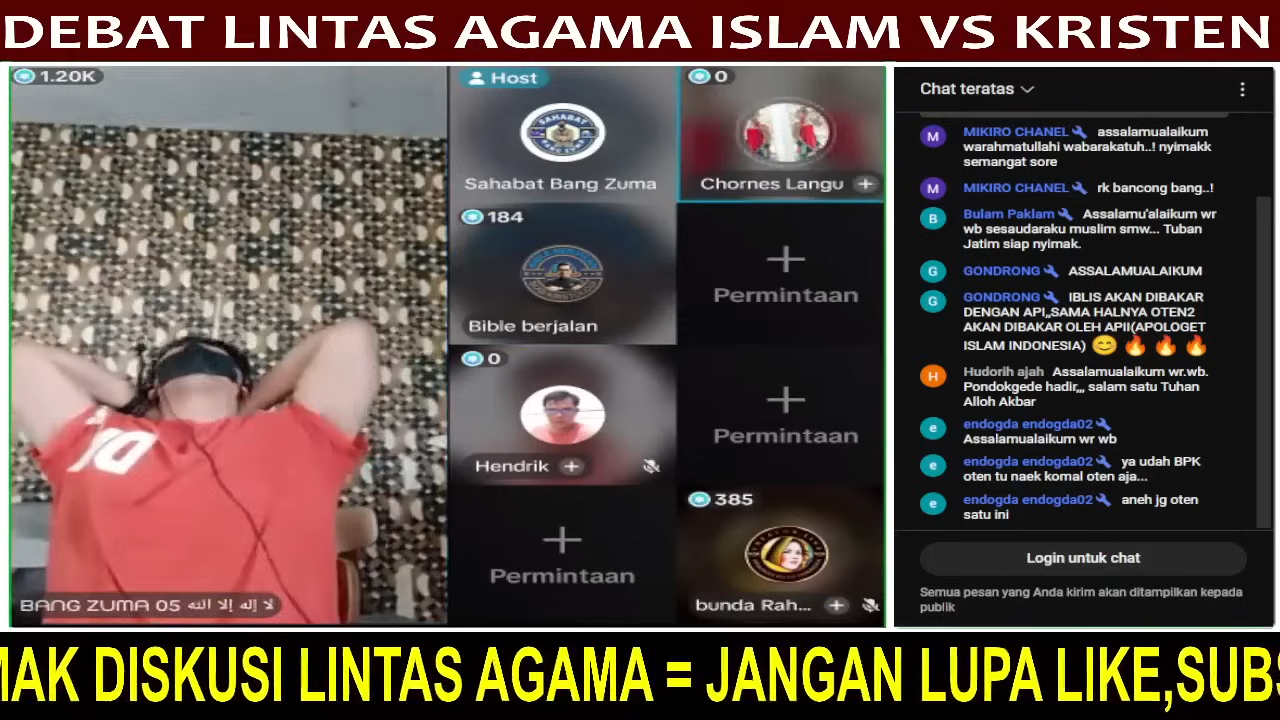 DEBAT LINTAS AGAMA ISLAM VS KRISTEN
1.20K
Host
SAHABAT
BANG ZUMA
Sahabat Bang Zuma
0
Chornes Langu
184
Bible berjalan
Permintaan
0
Hendrik
Permintaan
Permintaan
385
bunda Rah...
BANG ZUMA 05 لا إله إلا الله
Chat teratas
M
MIKIRO CHANEL assalamualaikum
warahmatullahi wabarakatuh..! nyimakk
semangat sore
M
MIKIRO CHANEL rk bancong bang..!
B
Bulam Paklam Assalamu'alaikum wr
wb sesaudaraku muslim smw... Tuban
Jatim siap nyimak.
G
GONDRONG ASSALAMUALAIKUM
G
GONDRONG IBLIS AKAN DIBAKAR
DENGAN API,,SAMA HALNYA OTEN2
AKAN DIBAKAR OLEH APII(APOLOGET
ISLAM INDONESIA) 😊 🔥 🔥 🔥
H
Hudorih ajah Assalamualaikum wr.wb.
Pondokgede hadir,,, salam satu Tuhan
Alloh Akbar
e
endogda endogda02
Assalamualaikum wr wb
e
endogda endogda02 ya udah BPK
oten tu naek komal oten aja...
e
endogda endogda02 aneh jg oten
satu ini
Login untuk chat
Semua pesan yang Anda kirim akan ditampilkan kepada
publik
MAK DISKUSI LINTAS AGAMA = JANGAN LUPA LIKE,SUBS